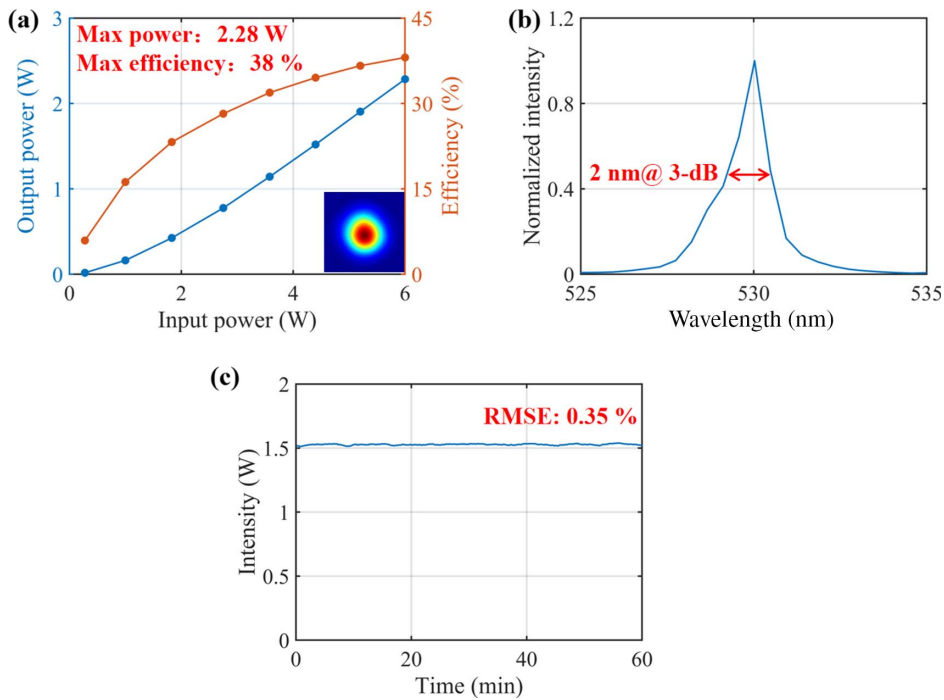 (a)
Max power： 2.28 W
Max efficiency： 38 %
Output power (W)
3
2
1
0
45
30
15
0
Efficiency (%)
0 2 4 6
Input power (W)
(b)
Normalized intensity
1.2
0.8
0.4
0
2 nm@ 3-dB
525 530 535
Wavelength (nm)
(c)
Intensity (W)
2
1.5
1
0.5
0
RMSE: 0.35 %
0 20 40 60
Time (min)